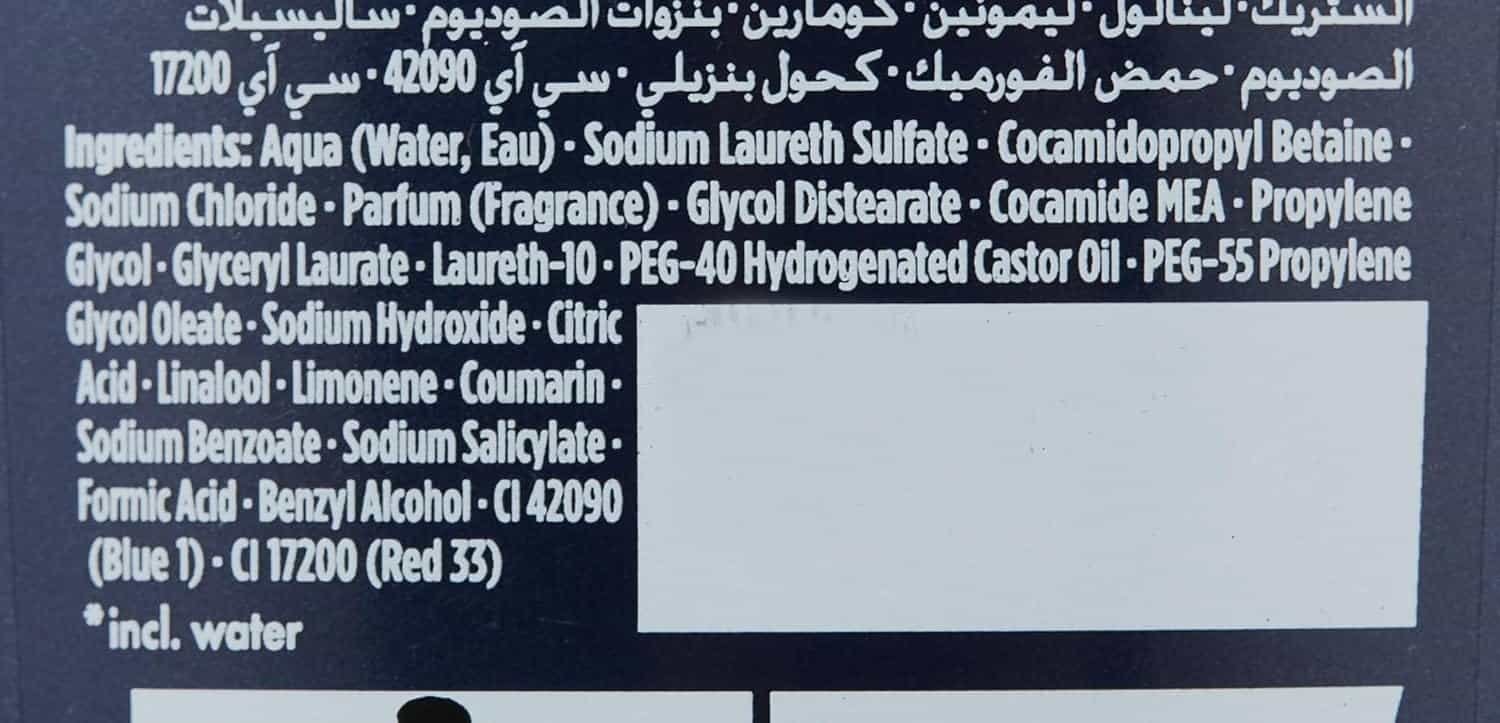 الستريك · لينالول · ليمونين · كومارين · بنزوات الصوديوم · ساليسيلات
الصوديوم · حمض الفورميك · كحول بنزيلي · سي آي 42090 · سي آي 17200
Ingredients: Aqua (Water, Eau) · Sodium Laureth Sulfate · Cocamidopropyl Betaine ·
Sodium Chloride · Parfum (Fragrance) · Glycol Distearate · Cocamide MEA · Propylene
Glycol · Glyceryl Laurate · Laureth-10 · PEG-40 Hydrogenated Castor Oil · PEG-55 Propylene
Glycol Oleate · Sodium Hydroxide · Citric
Acid · Linalool · Limonene · Coumarin ·
Sodium Benzoate · Sodium Salicylate ·
Formic Acid · Benzyl Alcohol · CI 42090
(Blue 1) · CI 17200 (Red 33)
*incl. water